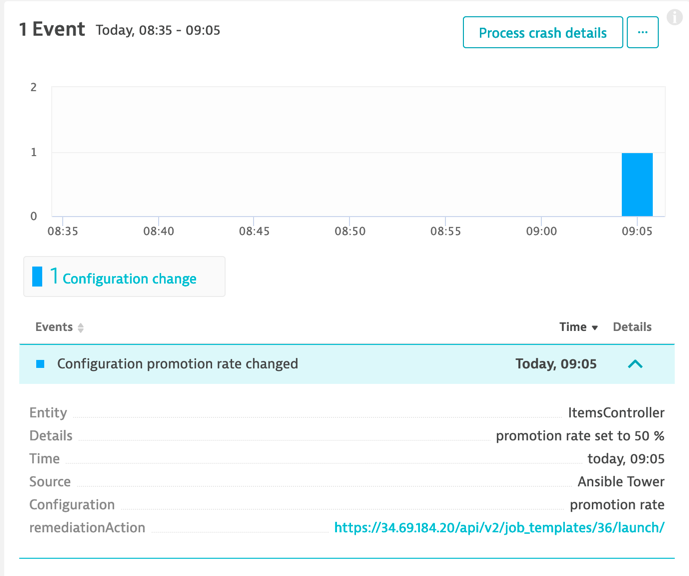 1 Event Today, 08:35 - 09:05
Process crash details
...
i
2
1
0
08:35 08:40 08:45 08:50 08:55 09:00 09:05
1 Configuration change
Events Time Details
Configuration promotion rate changed Today, 09:05
Entity ItemsController
Details promotion rate set to 50 %
Time today, 09:05
Source Ansible Tower
Configuration promotion rate
remediationAction https://34.69.184.20/api/v2/job_templates/36/launch/